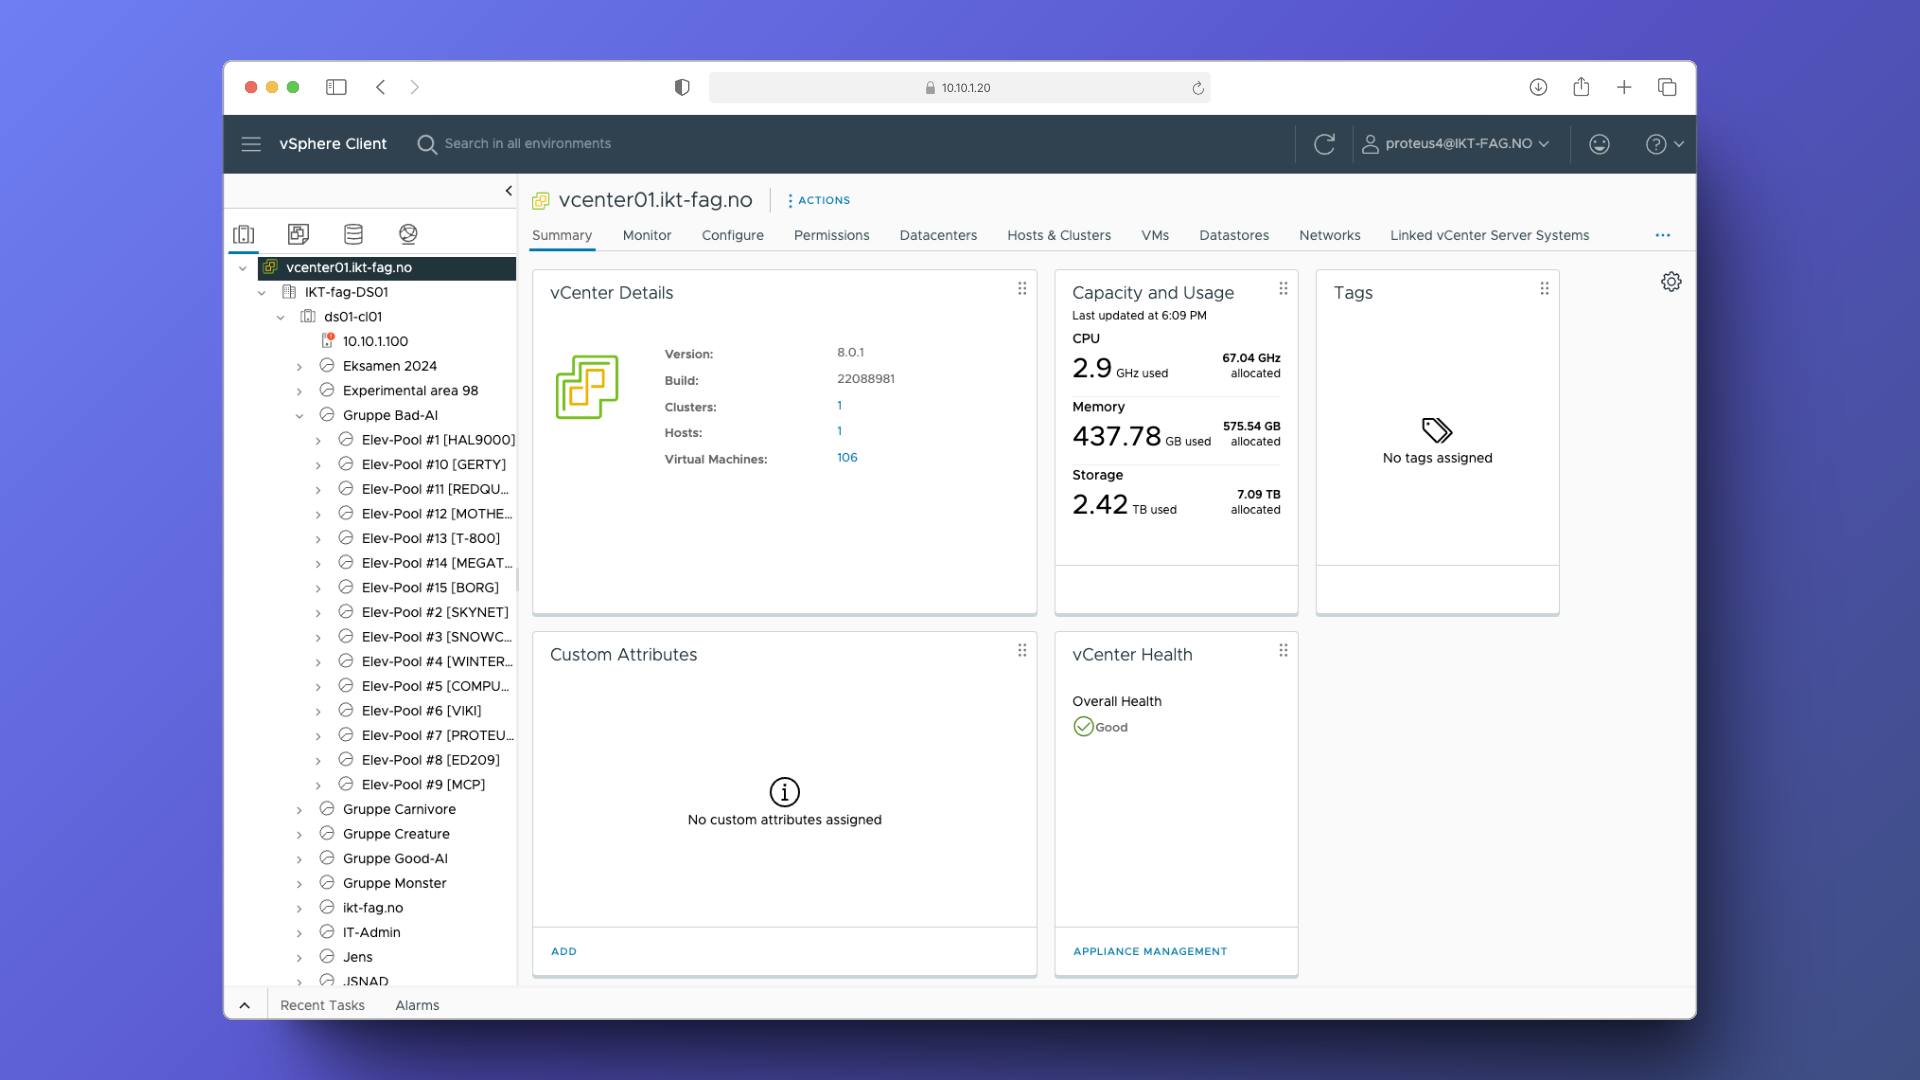 10.10.1.20
vSphere Client
Search in all environments
proteus4@IKT-FAG.NO
vcenter01.ikt-fag.no
ACTIONS
Summary
Monitor
Configure
Permissions
Datacenters
Hosts & Clusters
VMs
Datastores
Networks
Linked vCenter Server Systems
vcenter01.ikt-fag.no
IKT-fag-DS01
ds01-cl01
10.10.1.100
Eksamen 2024
Experimental area 98
Gruppe Bad-AI
Elev-Pool #1 [HAL9000]
Elev-Pool #10 [GERTY]
Elev-Pool #11 [REDQU...
Elev-Pool #12 [MOTHE...
Elev-Pool #13 [T-800]
Elev-Pool #14 [MEGAT...
Elev-Pool #15 [BORG]
Elev-Pool #2 [SKYNET]
Elev-Pool #3 [SNOWC...
Elev-Pool #4 [WINTER...
Elev-Pool #5 [COMPU...
Elev-Pool #6 [VIKI]
Elev-Pool #7 [PROTEU...
Elev-Pool #8 [ED209]
Elev-Pool #9 [MCP]
Gruppe Carnivore
Gruppe Creature
Gruppe Good-AI
Gruppe Monster
ikt-fag.no
IT-Admin
Jens
JSNAD
vCenter Details
Version: 8.0.1
Build: 22088981
Clusters: 1
Hosts: 1
Virtual Machines: 106
Capacity and Usage
Last updated at 6:09 PM
CPU
2.9 GHz used
67.04 GHz allocated
Memory
437.78 GB used
575.54 GB allocated
Storage
2.42 TB used
7.09 TB allocated
Tags
No tags assigned
Custom Attributes
No custom attributes assigned
ADD
vCenter Health
Overall Health
Good
APPLIANCE MANAGEMENT
Recent Tasks
Alarms